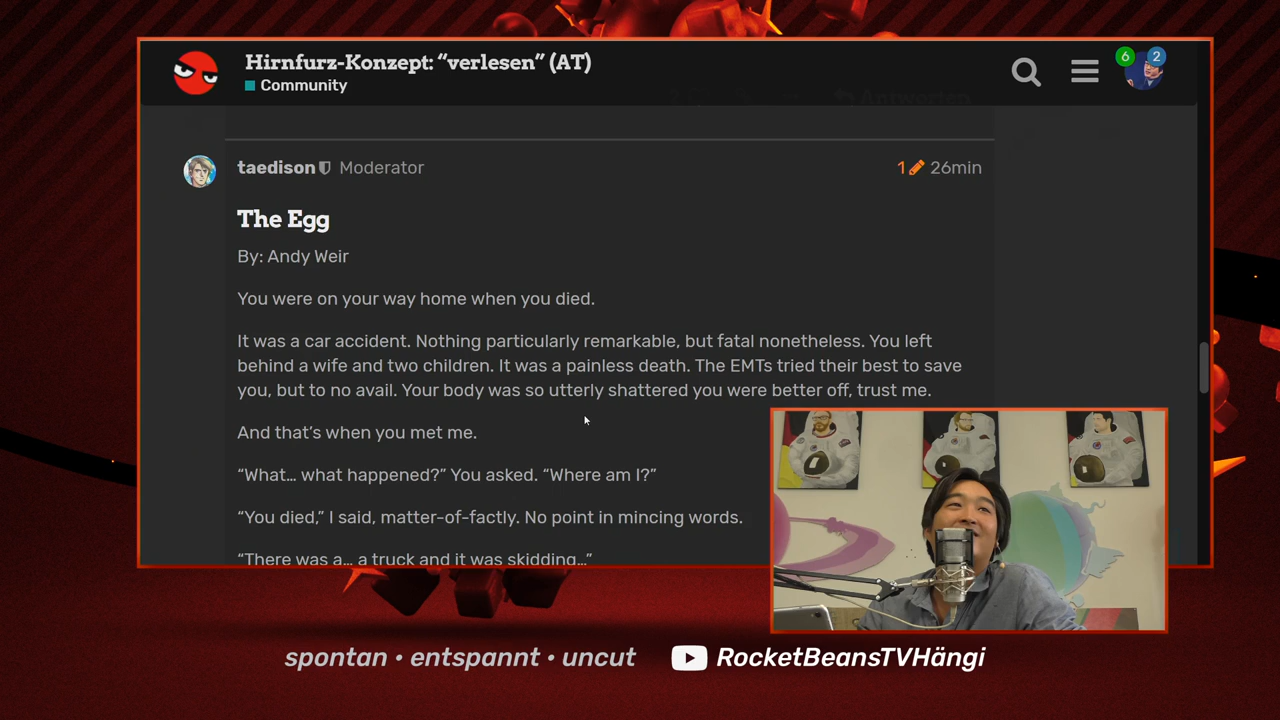 Hirnfurz-Konzept: “verlesen” (AT)
Community
6
2
Antworten
taedison Moderator
1 26min
The Egg
By: Andy Weir
You were on your way home when you died.
It was a car accident. Nothing particularly remarkable, but fatal nonetheless. You left
behind a wife and two children. It was a painless death. The EMTs tried their best to save
you, but to no avail. Your body was so utterly shattered you were better off, trust me.
And that’s when you met me.
“What… what happened?” You asked. “Where am I?”
“You died,” I said, matter-of-factly. No point in mincing words.
“There was a… a truck and it was skidding…”
spontan • entspannt • uncut
RocketBeansTVHängi